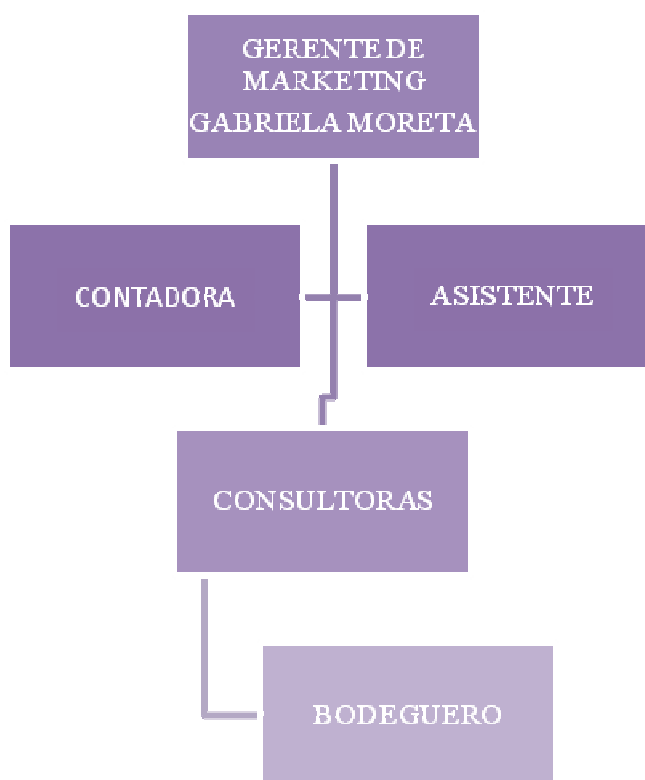 GERENTE DE
MARKETING
GABRIELA MORETA
CONTADORA
ASISTENTE
CONSULTORAS
BODEGUERO